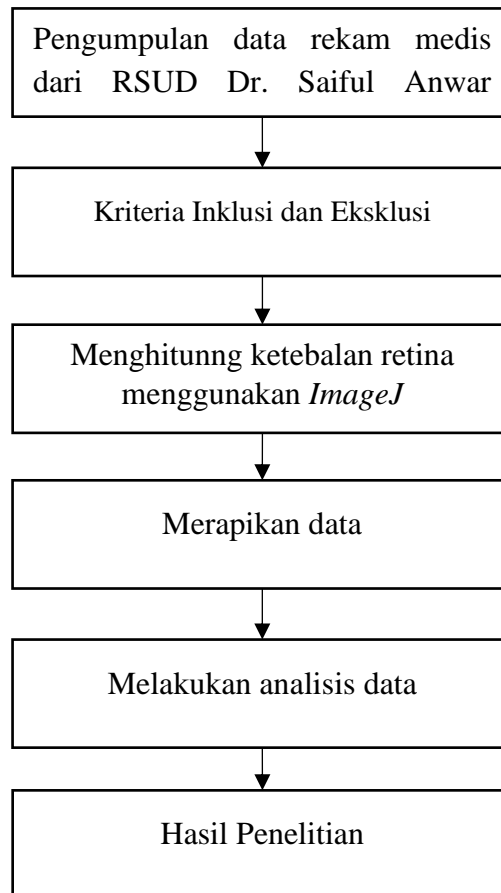 Pengumpulan data rekam medis
dari RSUD Dr. Saiful Anwar
Kriteria Inklusi dan Eksklusi
Menghitunng ketebalan retina
menggunakan ImageJ
Merapikan data
Melakukan analisis data
Hasil Penelitian